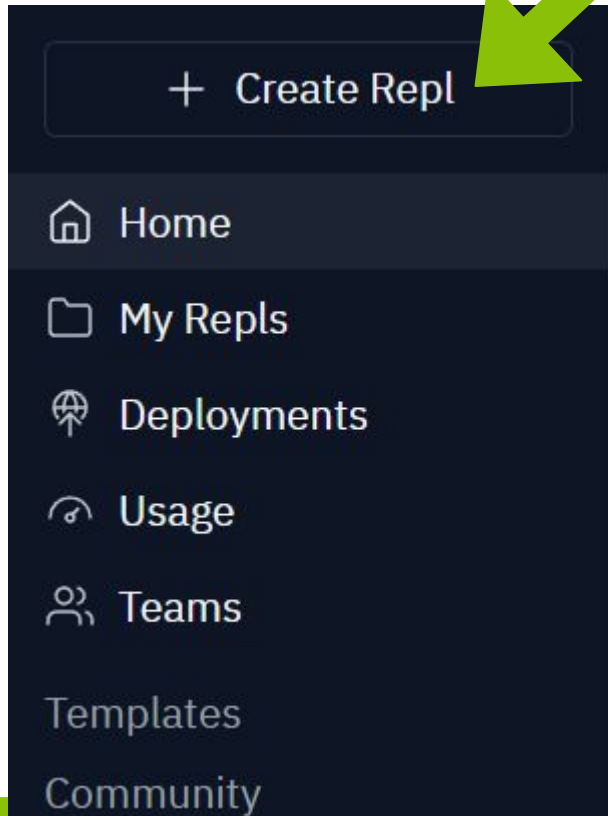 + Create Repl
Home
My Repls
Deployments
Usage
Teams
Templates
Community